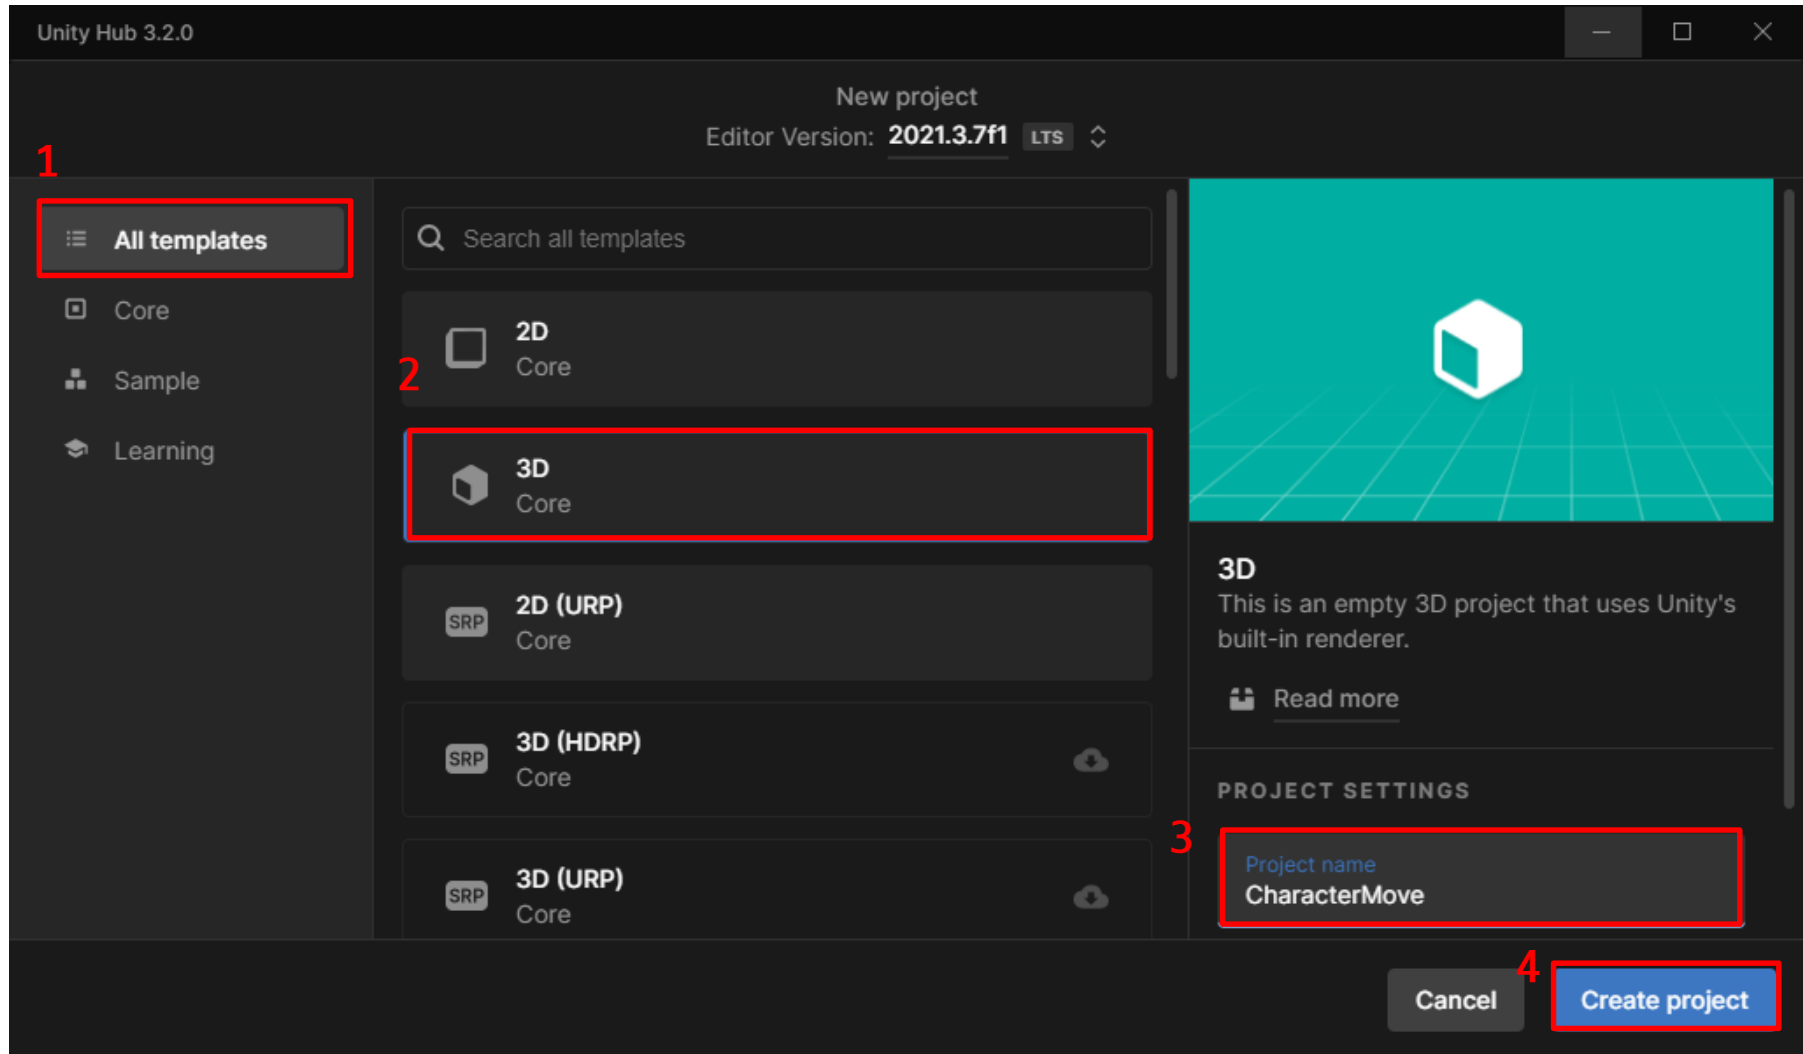 Unity Hub 3.2.0
New project
Editor Version: 2021.3.7f1 LTS
1
All templates
Core
Sample
Learning
Search all templates
2D
Core
2
3D
Core
2D (URP)
SRP
Core
3D (HDRP)
SRP
Core
3D (URP)
SRP
Core
3D
This is an empty 3D project that uses Unity's
built-in renderer.
Read more
PROJECT SETTINGS
3
Project name
CharacterMove
4
Cancel
Create project